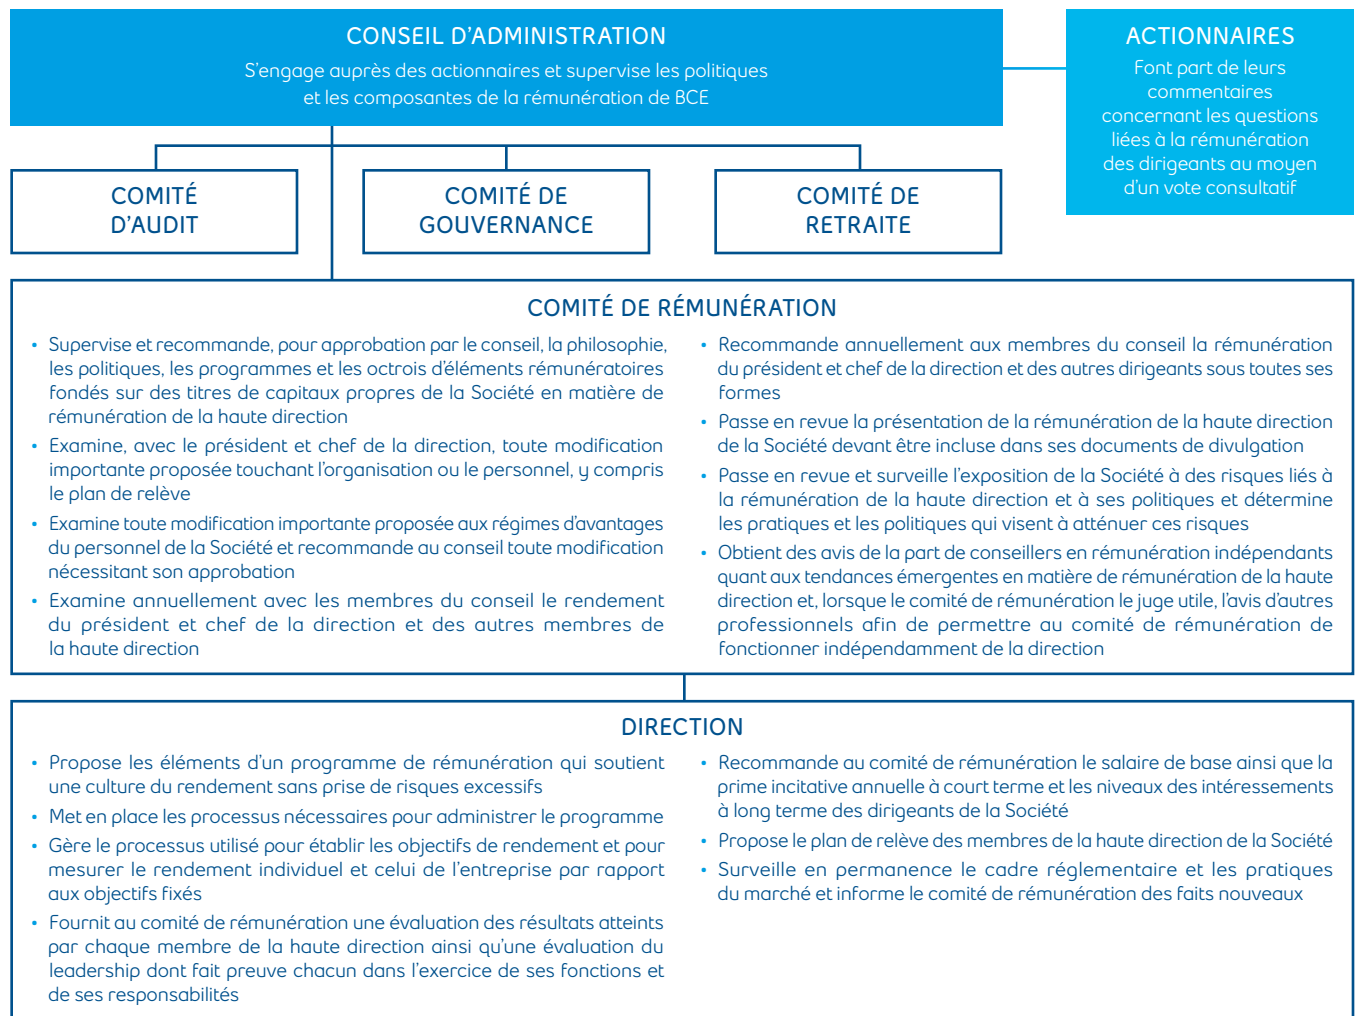 CONSEIL D’ADMINISTRATION
S’engage auprès des actionnaires et supervise les politiques
et les composantes de la rémunération de BCE
ACTIONNAIRES
Font part de leurs
commentaires
concernant les questions
liées à la rémunération
des dirigeants au moyen
d’un vote consultatif
COMITÉ
D’AUDIT
COMITÉ DE
GOUVERNANCE
COMITÉ DE
RETRAITE
COMITÉ DE RÉMUNÉRATION
• Supervise et recommande, pour approbation par le conseil, la philosophie,
les politiques, les programmes et les octrois d’éléments rémunératoires
fondés sur des titres de capitaux propres de la Société en matière de
rémunération de la haute direction
• Examine, avec le président et chef de la direction, toute modification
importante proposée touchant l’organisation ou le personnel, y compris
le plan de relève
• Examine toute modification importante proposée aux régimes d’avantages
du personnel de la Société et recommande au conseil toute modification
nécessitant son approbation
• Examine annuellement avec les membres du conseil le rendement
du président et chef de la direction et des autres membres de
la haute direction
• Recommande annuellement aux membres du conseil la rémunération
du président et chef de la direction et des autres dirigeants sous toutes ses
formes
• Passe en revue la présentation de la rémunération de la haute direction
de la Société devant être incluse dans ses documents de divulgation
• Passe en revue et surveille l’exposition de la Société à des risques liés à
la rémunération de la haute direction et à ses politiques et détermine
les pratiques et les politiques qui visent à atténuer ces risques
• Obtient des avis de la part de conseillers en rémunération indépendants
quant aux tendances émergentes en matière de rémunération de la haute
direction et, lorsque le comité de rémunération le juge utile, l’avis d’autres
professionnels afin de permettre au comité de rémunération de
fonctionner indépendamment de la direction
DIRECTION
• Propose les éléments d’un programme de rémunération qui soutient
une culture du rendement sans prise de risques excessifs
• Met en place les processus nécessaires pour administrer le programme
• Gère le processus utilisé pour établir les objectifs de rendement et pour
mesurer le rendement individuel et celui de l’entreprise par rapport
aux objectifs fixés
• Fournit au comité de rémunération une évaluation des résultats atteints
par chaque membre de la haute direction ainsi qu’une évaluation du
leadership dont fait preuve chacun dans l’exercice de ses fonctions et
de ses responsabilités
• Recommande au comité de rémunération le salaire de base ainsi que la
prime incitative annuelle à court terme et les niveaux des intéressements
à long terme des dirigeants de la Société
• Propose le plan de relève des membres de la haute direction de la Société
• Surveille en permanence le cadre réglementaire et les pratiques
du marché et informe le comité de rémunération des faits nouveaux